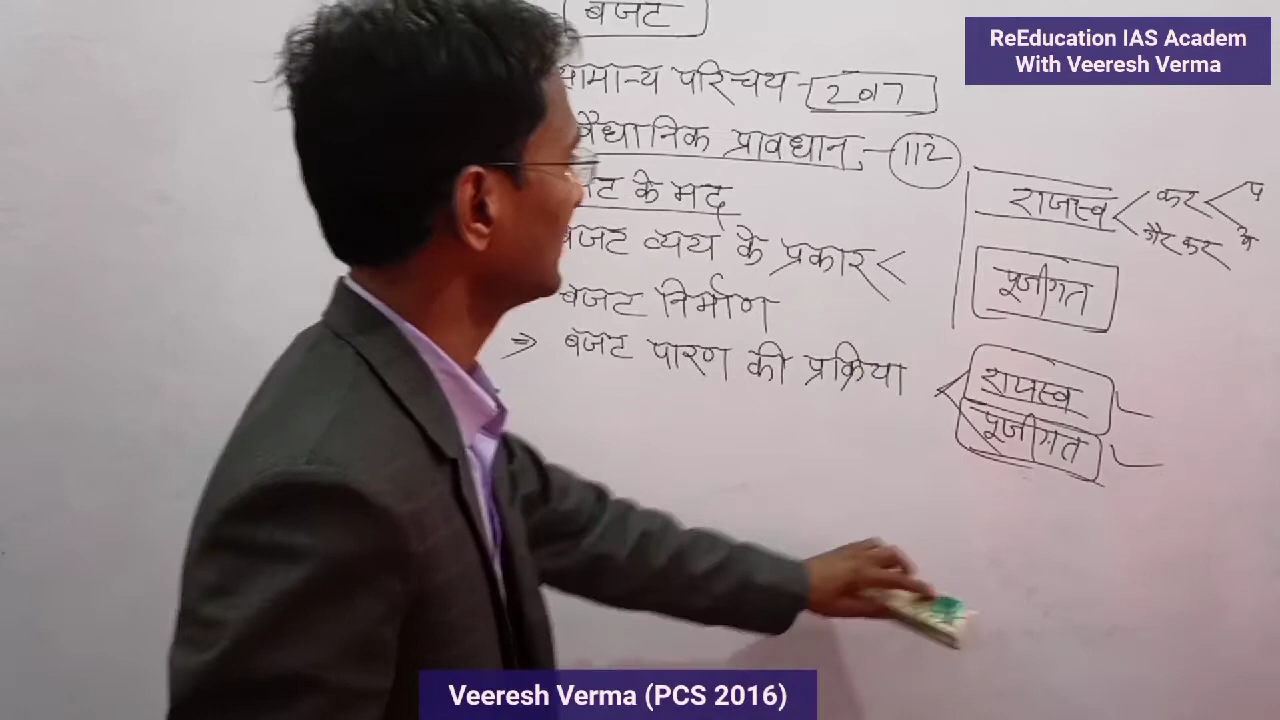 बजट
ReEducation IAS Academ
With Veeresh Verma
सामान्य परिचय - 2017
वैधानिक प्रावधान :- 112
के मद
बजट व्यय के प्रकार <
बजट निर्माण
⇒ बजट पारण की प्रक्रिया
राजस्व < कर < प
गैर कर
पूजीगत
राजस्व
पूजीगत
Veeresh Verma (PCS 2016)